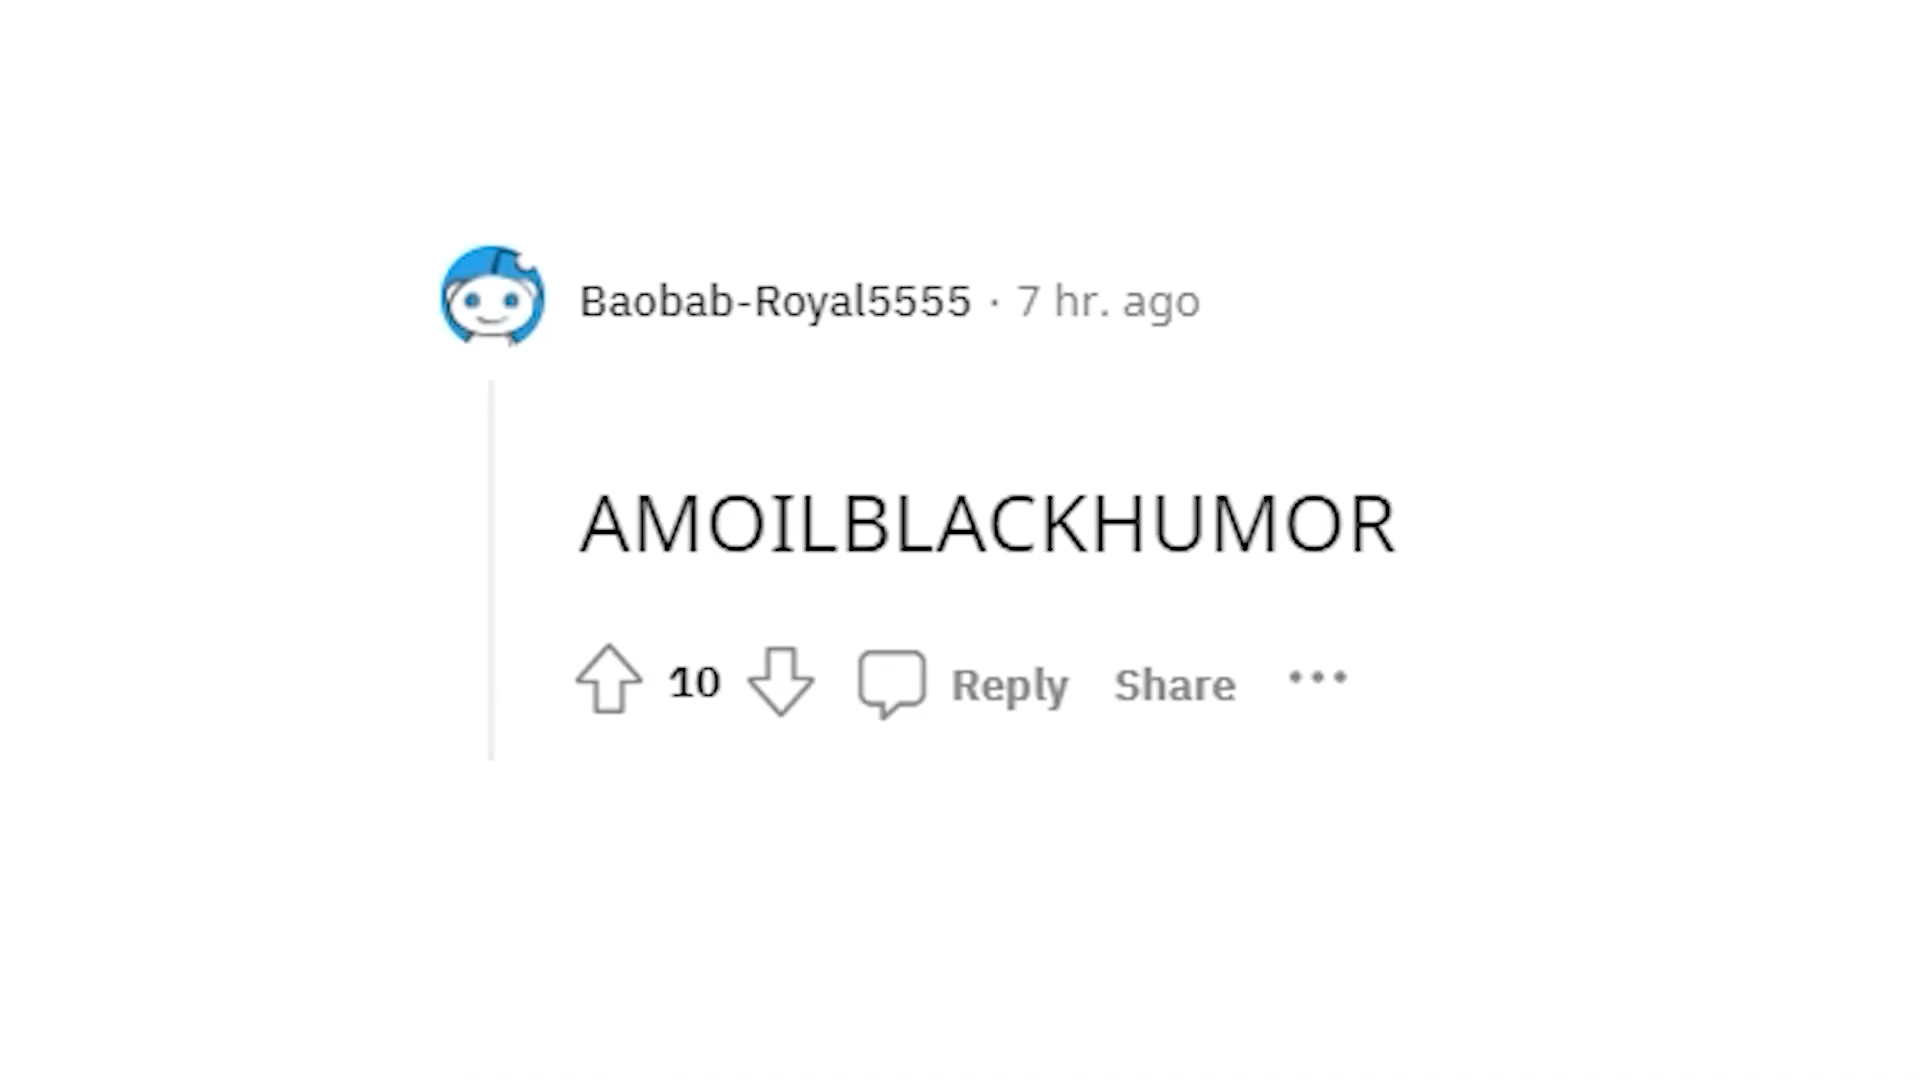 Baobab-Royal5555 · 7 hr. ago
AMOILBLACKHUMOR
10 Reply Share ···